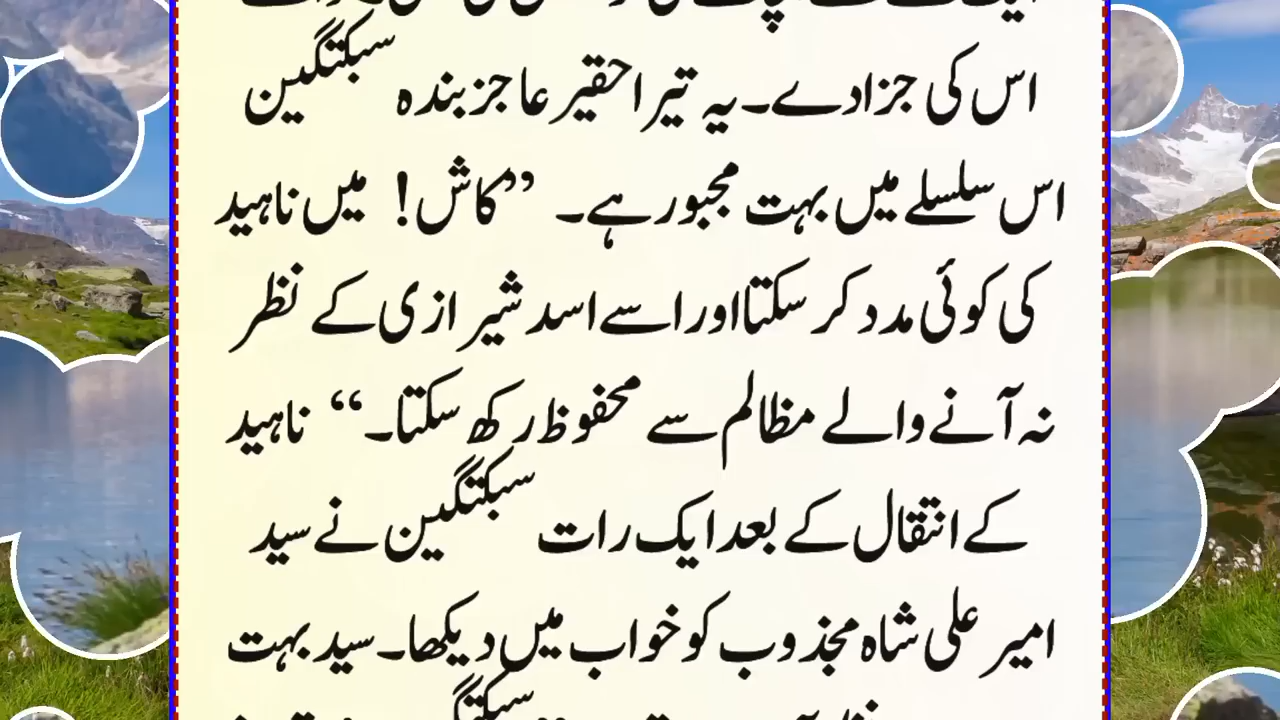 اس کی جزا دے۔ یہ تیرا حقیر عاجز بندہ سبکتگین
اس سلسلے میں بہت مجبور ہے۔ ”کاش! میں ناہید
کی کوئی مدد کر سکتا اور اسے اسد شیرازی کے نظر
نہ آنے والے مظالم سے محفوظ رکھ سکتا۔“ ناہید
کے انتقال کے بعد ایک رات سبکتگین نے سید
امیر علی شاہ مجذوب کو خواب میں دیکھا۔ سید بہت